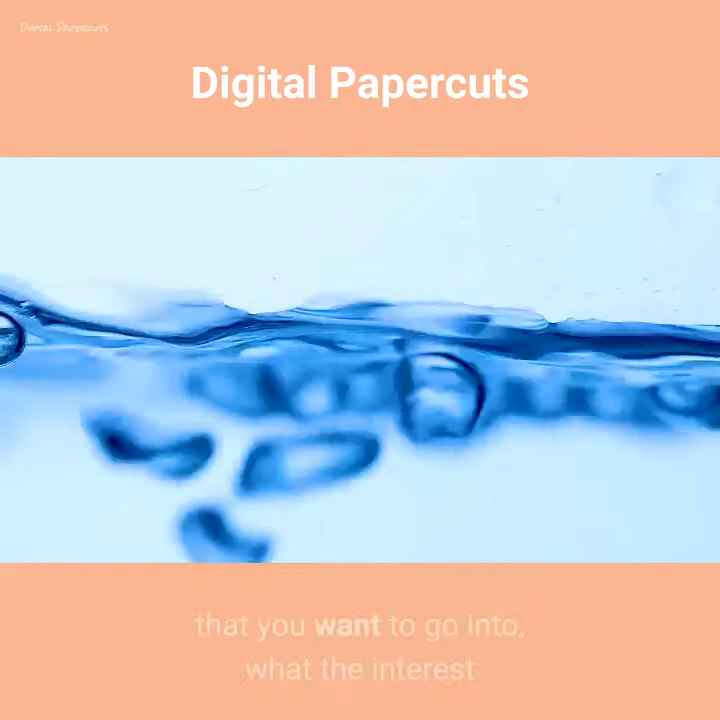 Digital Papercuts
Digital Papercuts
that you want to go into,
what the interest